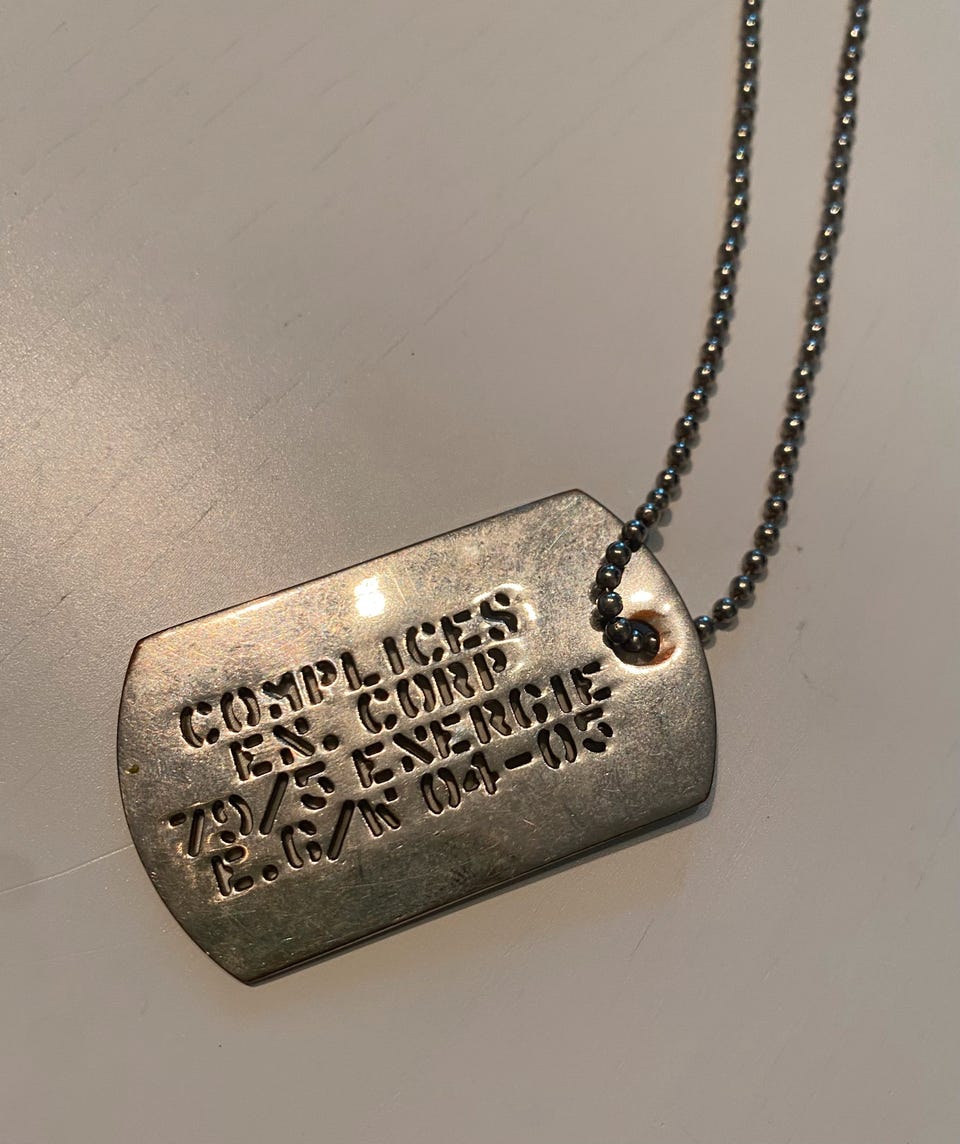 COMPLICES
EN. CORP
79/5 ENERGIE
E.G/W 04-05